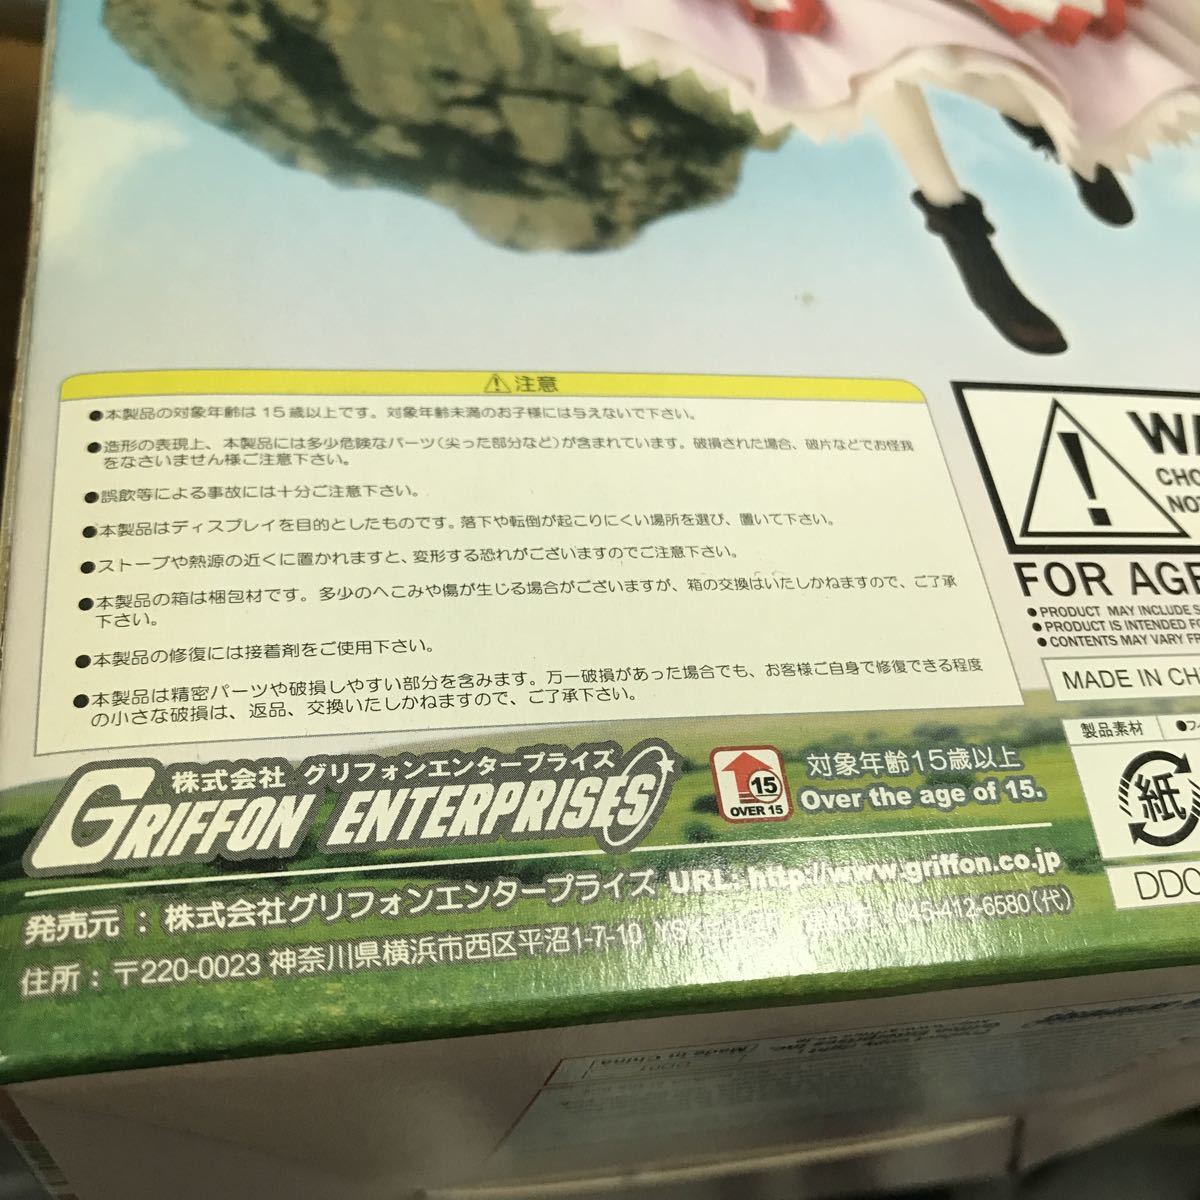 注意
●本製品の対象年齢は15歳以上です。対象年齢未満のお子様には与えないで下さい。
●造形の表現上、本製品には多少危険なパーツ(尖った部分など)が含まれています。破損された場合、破片などでお怪我
をなさいません様ご注意下さい。
●誤飲等による事故には十分ご注意下さい。
●本製品はディスプレイを目的としたものです。落下や転倒が起こりにくい場所を選び、置いて下さい。
●ストーブや熱源の近くに置かれますと、変形する恐れがございますのでご注意下さい。
●本製品の箱は梱包材です。多少のへこみや傷が生じる場合がございますが、箱の交換はいたしかねますので、ご了承
下さい。
●本製品の修復には接着剤をご使用下さい。
●本製品は精密パーツや破損しやすい部分を含みます。万一破損があった場合でも、お客様ご自身で修復できる程度
の小さな破損は、返品、交換いたしかねますので、ご了承下さい。
株式会社 グリフォンエンタープライズ
GRIFFON ENTERPRISES
15
OVER 15
対象年齢15歳以上
Over the age of 15.
発売元：株式会社グリフォンエンタープライズ URL: http://www.griffon.co.jp
住所：〒220-0023 神奈川県横浜市西区平沼1-7-10 045-412-6580(代)
CHO
NO
FOR AGE
●PRODUCT MAY INCLUDE S
●PRODUCT IS INTENDED FO
●CONTENTS MAY VARY FR
MADE IN CH
製品素材
紙
Made in China